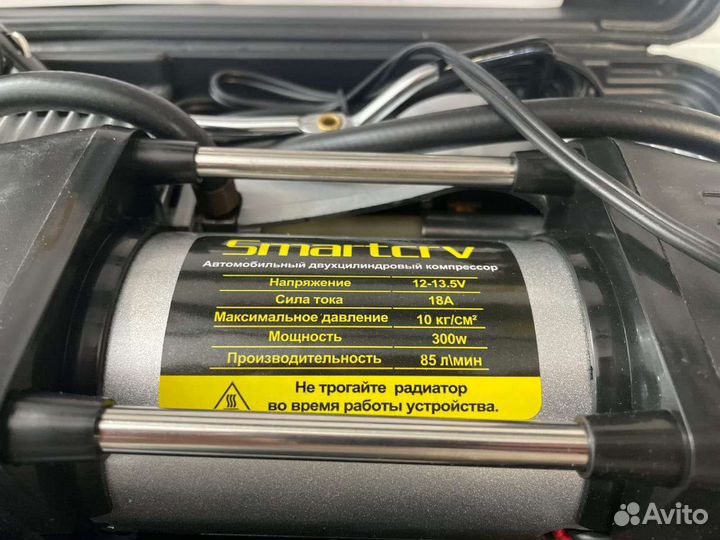 Smartcrv
Автомобильный двухцилиндровый компрессор
Напряжение 12-13.5V
Сила тока 18A
Максимальное давление 10 кг/см²
Мощность 300w
Производительность 85 л\мин
Не трогайте радиатор
во время работы устройства.
Avito